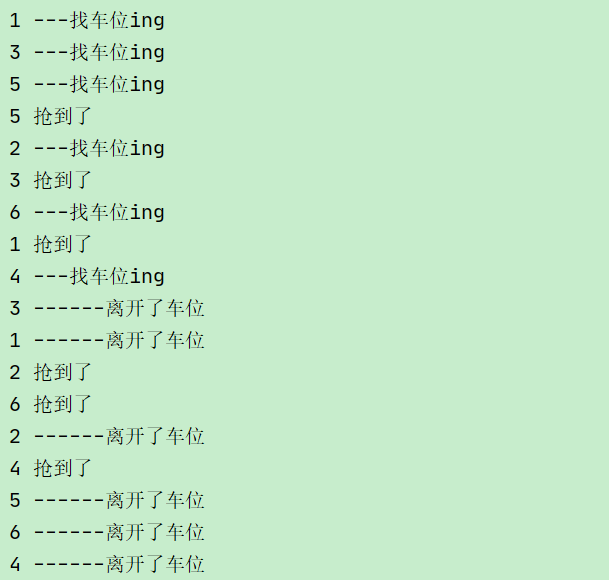 1 ---找车位ing
3 ---找车位ing
5 ---找车位ing
5 抢到了
2 ---找车位ing
3 抢到了
6 ---找车位ing
1 抢到了
4 ---找车位ing
3 ------离开了车位
1 ------离开了车位
2 抢到了
6 抢到了
2 ------离开了车位
4 抢到了
5 ------离开了车位
6 ------离开了车位
4 ------离开了车位